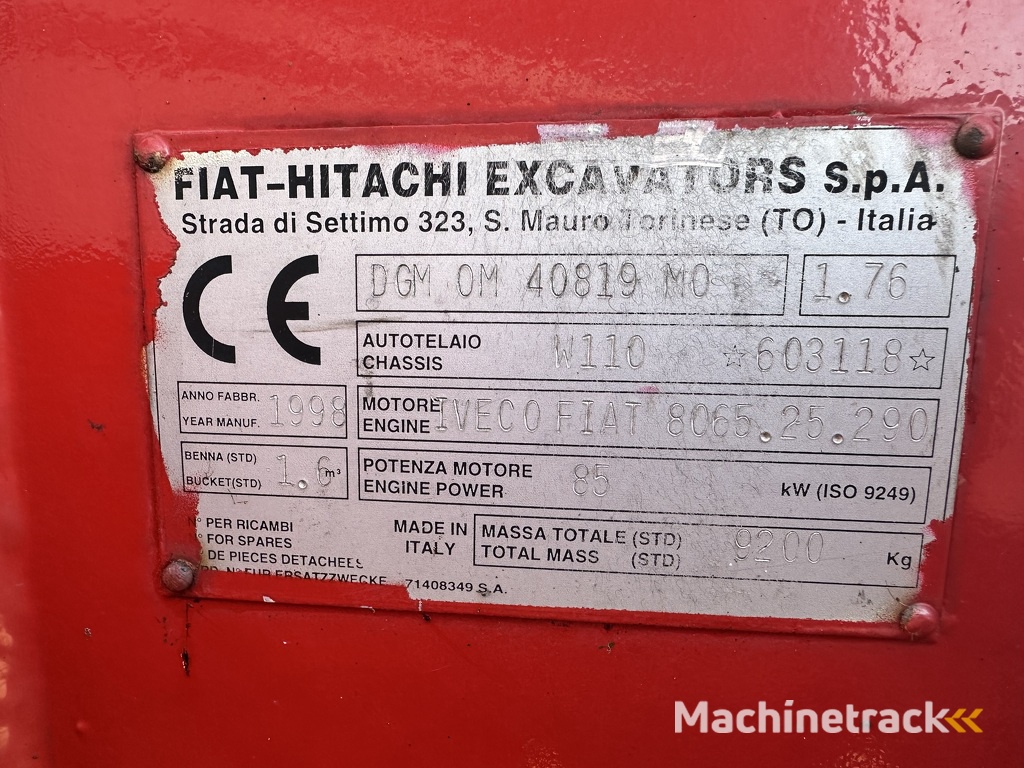 FIAT-HITACHI EXCAVATORS S.p.A.
Strada di Settimo 323, S. Mauro Torinese (TO) - Italia
CE
DGM OM 40819 MO
1.76
AUTOTELAIO
CHASSIS
W110 ☆603118☆
ANNO FABBR.
YEAR MANUF.
1998
MOTORE
ENGINE
IVECO FIAT 8065.25.290
BENNA (STD)
BUCKET(STD)
1.6 m³
POTENZA MOTORE
ENGINE POWER
85
kW (ISO 9249)
N° PER RICAMBI
N° FOR SPARES
DE PIECES DETACHEES
N° FUR ERSATZZWECKE 71408349 S.A.
MADE IN
ITALY
MASSA TOTALE (STD)
TOTAL MASS (STD)
9200
Kg
Machinetrack